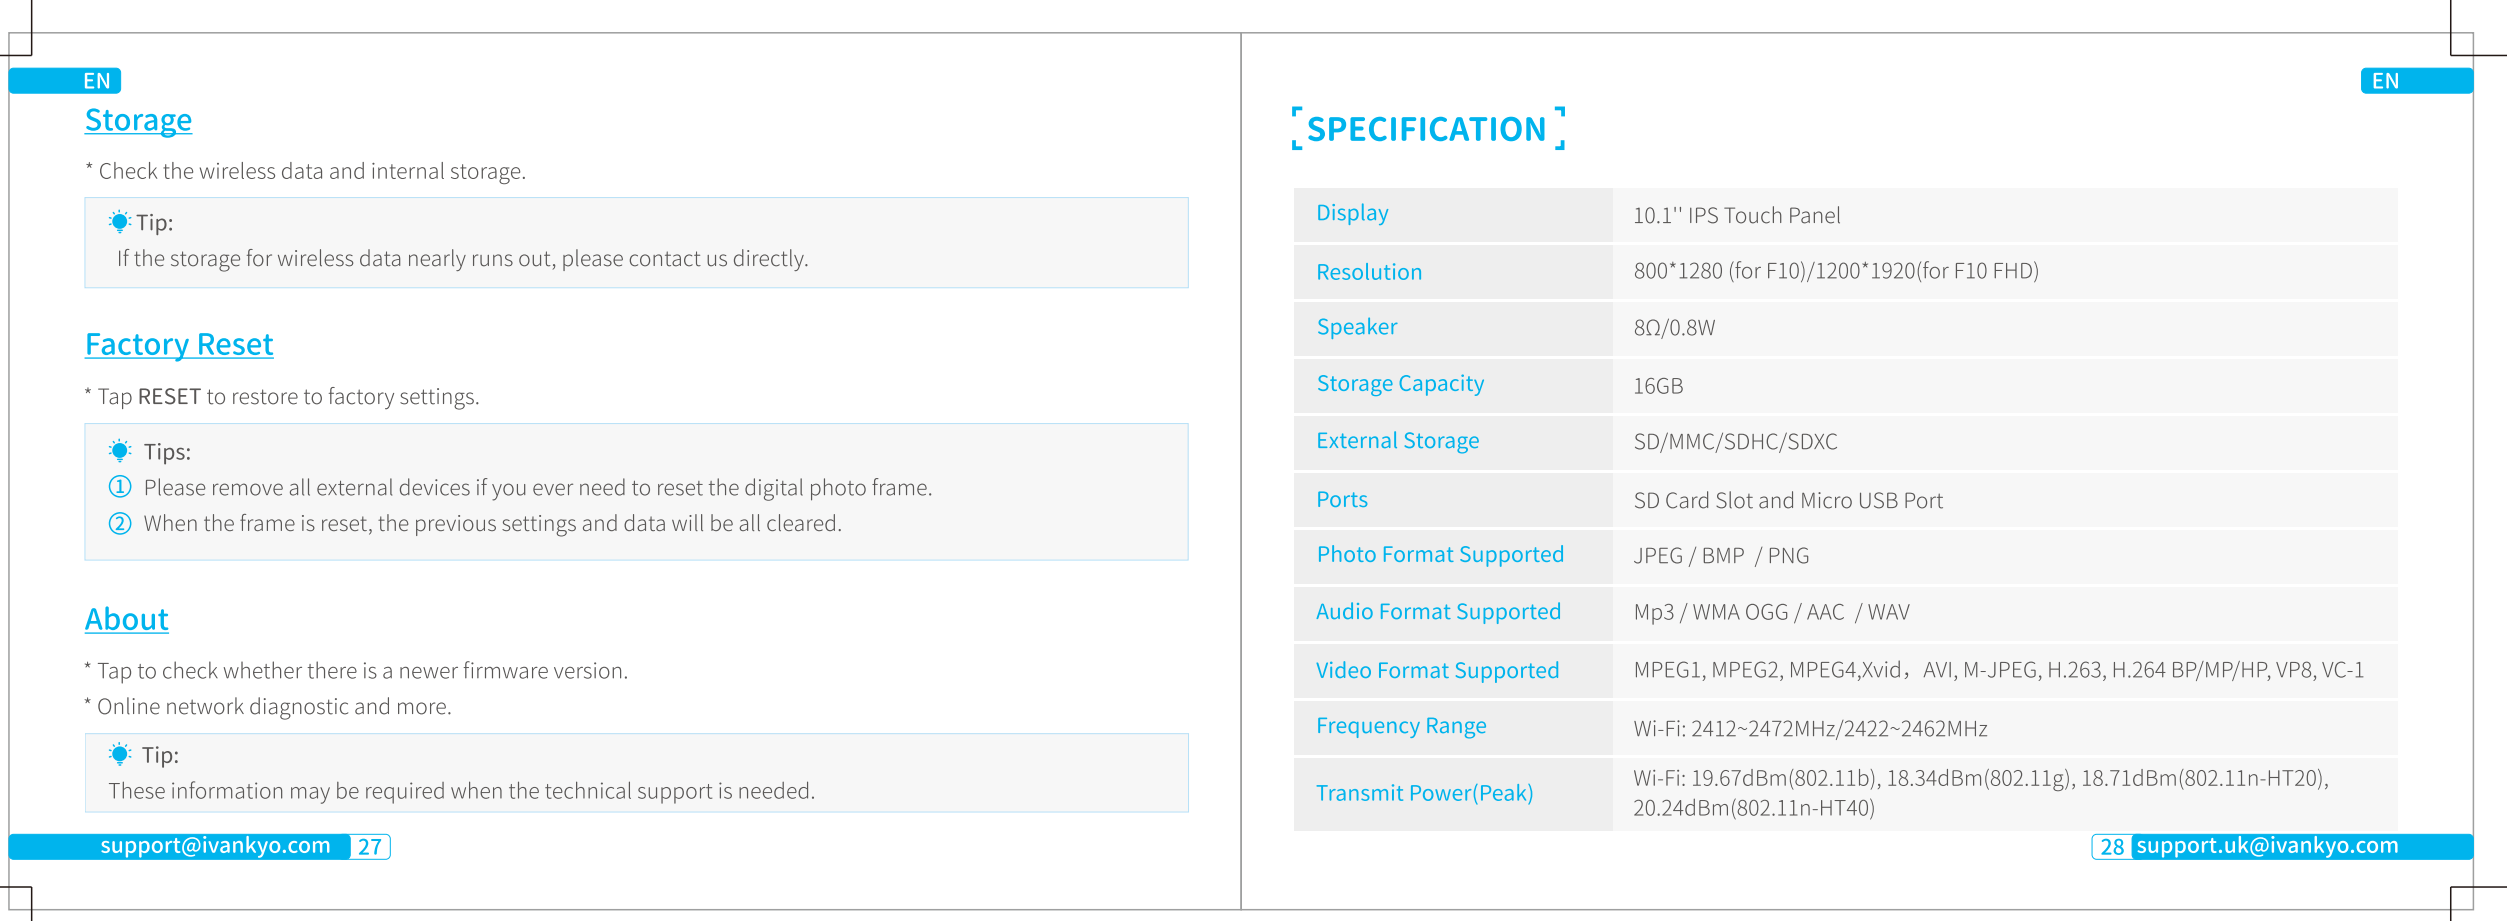 EN
Storage
* Check the wireless data and internal storage.
Tip:
If the storage for wireless data nearly runs out, please contact us directly.
Factory Reset
* Tap RESET to restore to factory settings.
Tips:
① Please remove all external devices if you ever need to reset the digital photo frame.
② When the frame is reset, the previous settings and data will be all cleared.
About
* Tap to check whether there is a newer firmware version.
* Online network diagnostic and more.
Tip:
These information may be required when the technical support is needed.
support@ivankyo.com 27
EN
SPECIFICATION
Display 10.1'' IPS Touch Panel
Resolution 800*1280 (for F10)/1200*1920(for F10 FHD)
Speaker 8Ω/0.8W
Storage Capacity 16GB
External Storage SD/MMC/SDHC/SDXC
Ports SD Card Slot and Micro USB Port
Photo Format Supported JPEG / BMP / PNG
Audio Format Supported Mp3 / WMA OGG / AAC / WAV
Video Format Supported MPEG1, MPEG2, MPEG4,Xvid，AVI, M-JPEG, H.263, H.264 BP/MP/HP, VP8, VC-1
Frequency Range Wi-Fi: 2412~2472MHz/2422~2462MHz
Transmit Power(Peak) Wi-Fi: 19.67dBm(802.11b), 18.34dBm(802.11g), 18.71dBm(802.11n-HT20),
20.24dBm(802.11n-HT40)
28 support.uk@ivankyo.com